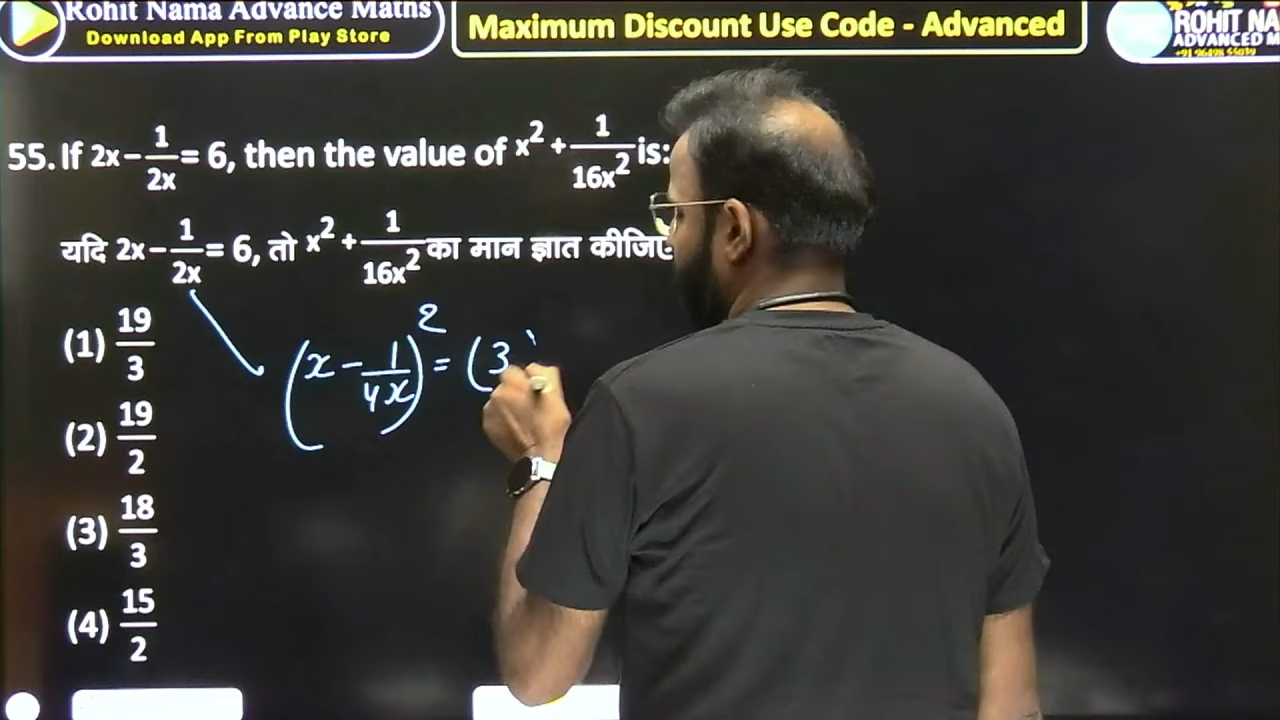 Rohit Nama Advance Maths
Download App From Play Store
Maximum Discount Use Code - Advanced
ROHIT NA
ADVANCED M
55. If 2x - 1/2x = 6, then the value of x² + 1/16x² is:
यदि 2x - 1/2x = 6, तो x² + 1/16x² का मान ज्ञात कीजिए
(x - 1/4x)² = (3
(1) 19/3
(2) 19/2
(3) 18/3
(4) 15/2